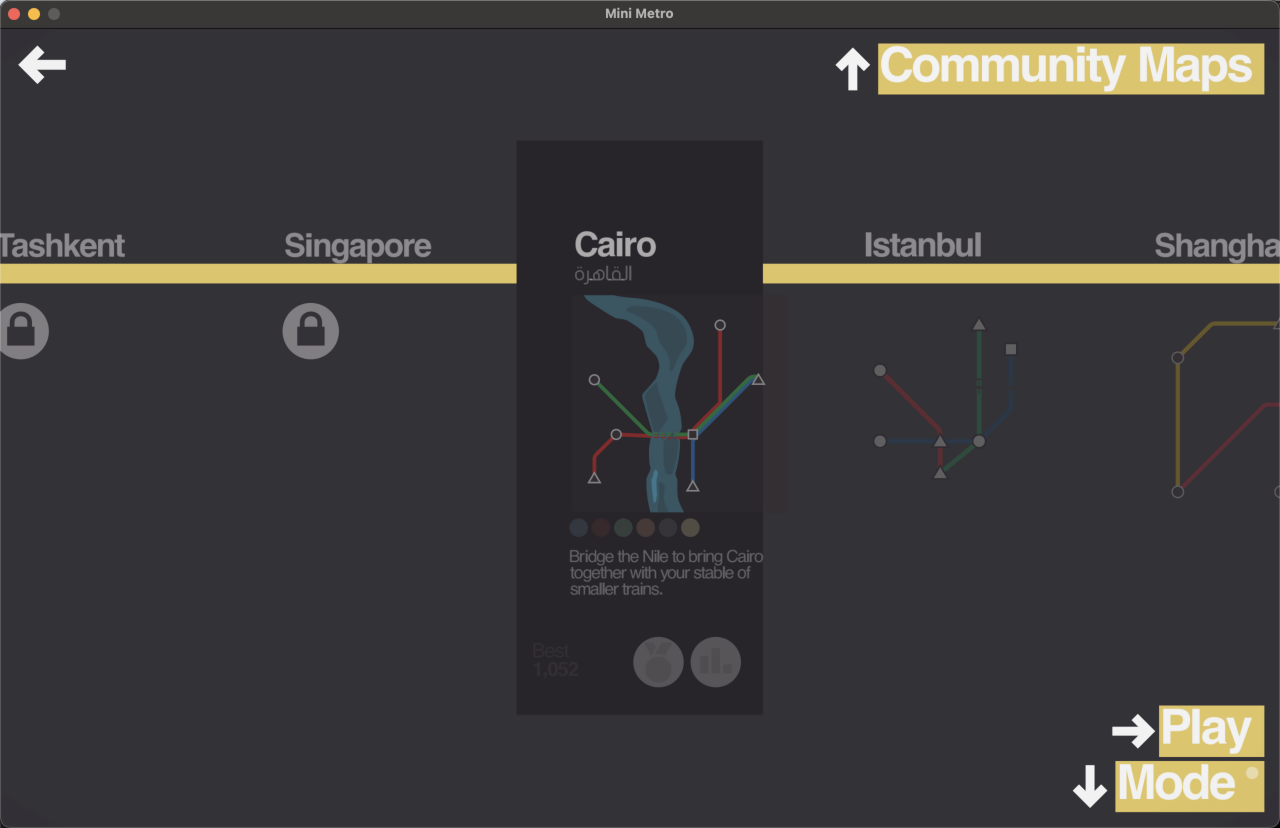 Mini Metro
Community Maps
Tashkent
Singapore
Cairo
القاهرة
Istanbul
Shangha
Bridge the Nile to bring Cairo
together with your stable of
smaller trains.
Best
1,052
Play
Mode